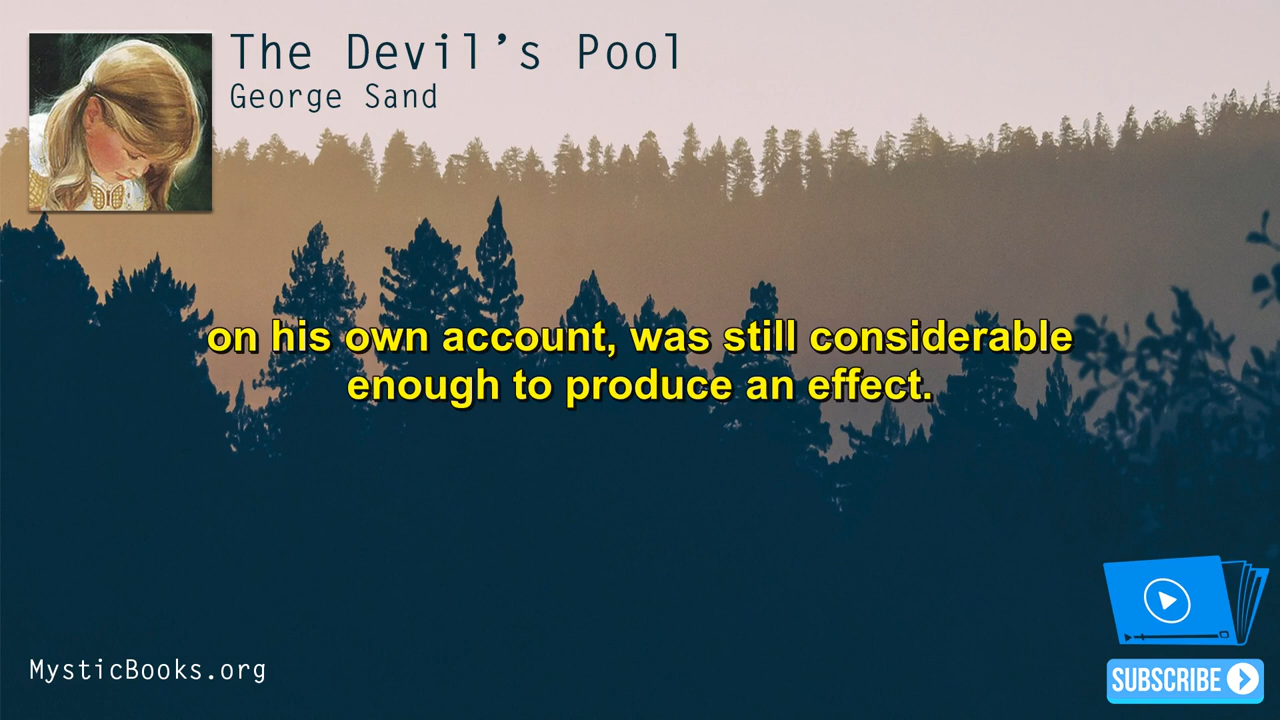 The Devil’s Pool
George Sand
on his own account, was still considerable
enough to produce an effect.
MysticBooks.org
SUBSCRIBE